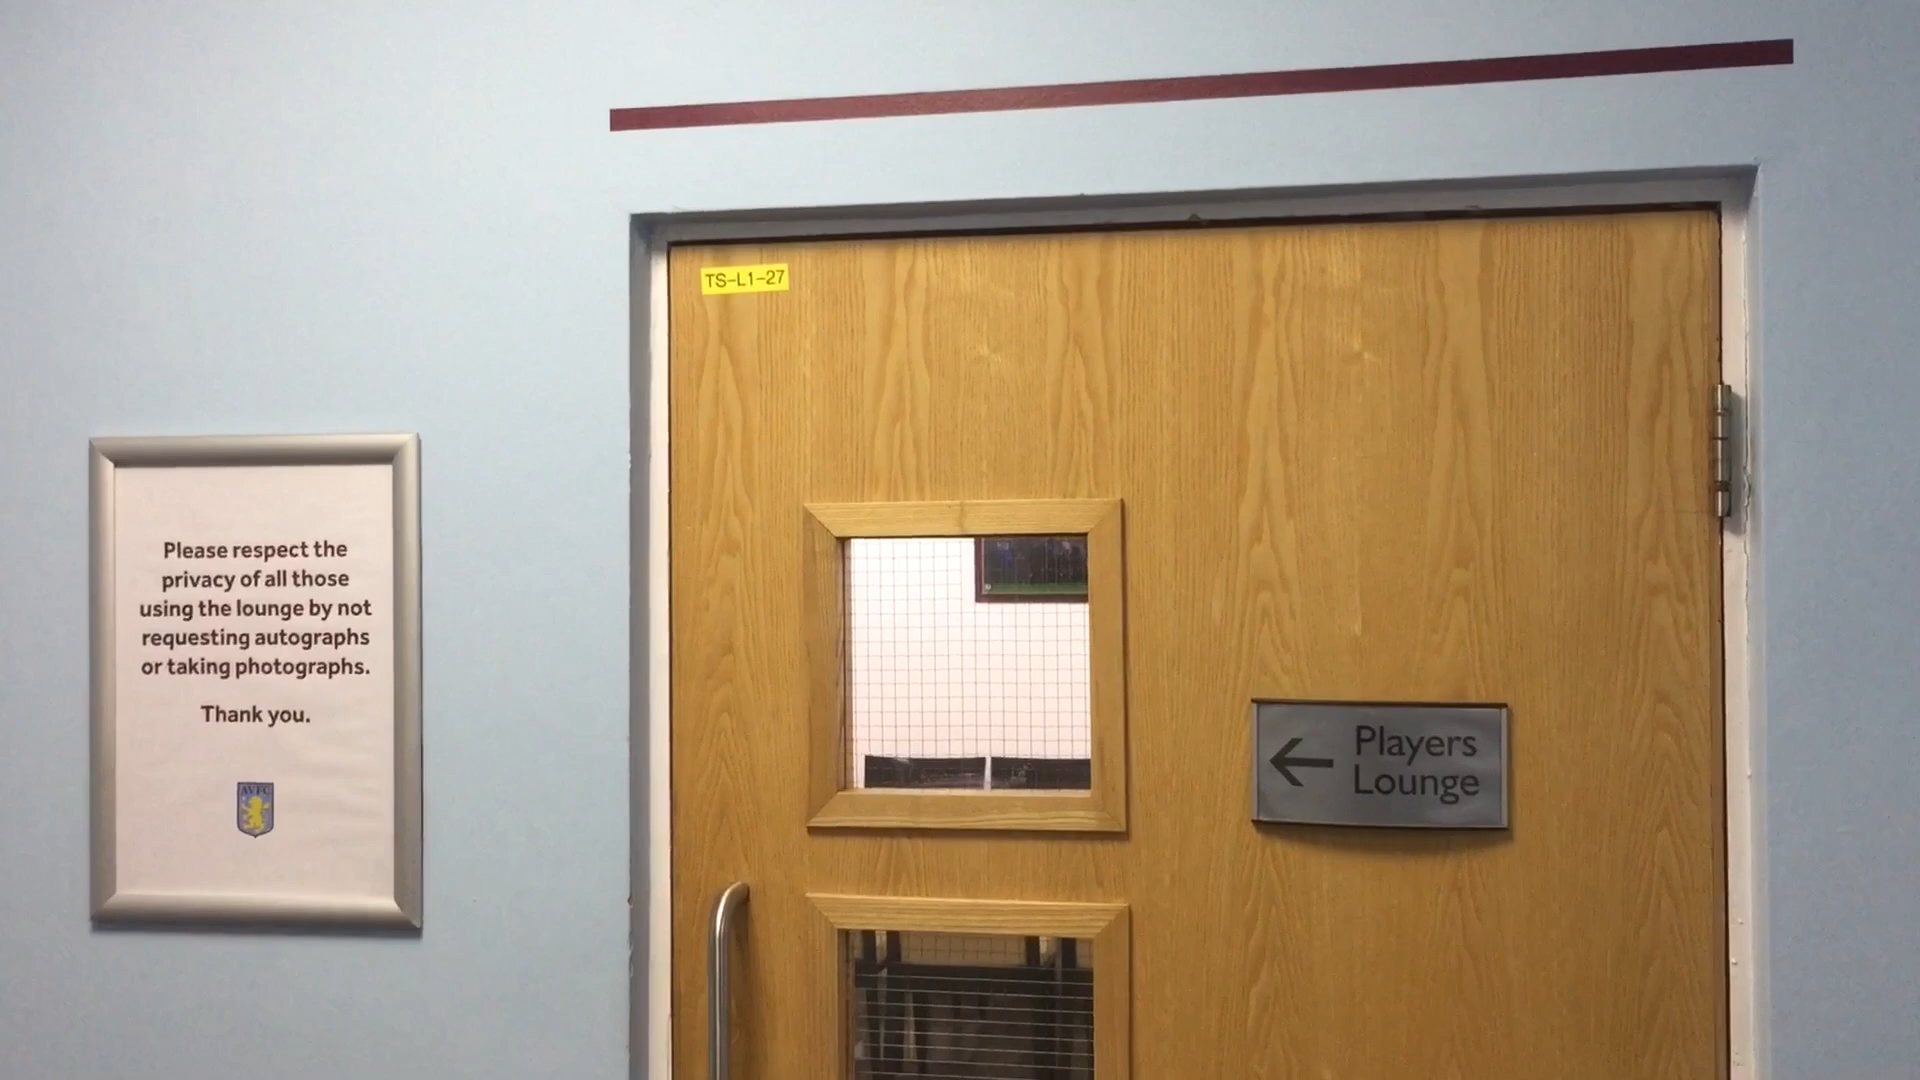 TS-L1-27
Please respect the
privacy of all those
using the lounge by not
requesting autographs
or taking photographs.
Thank you.
AVFC
Players
Lounge